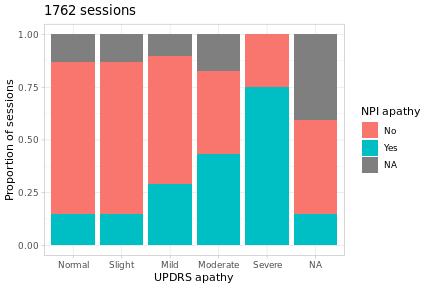 1762 sessions
Proportion of sessions
1.00
0.75
0.50
0.25
0.00
Normal Slight Mild Moderate Severe NA
UPDRS apathy
NPI apathy
No
Yes
NA